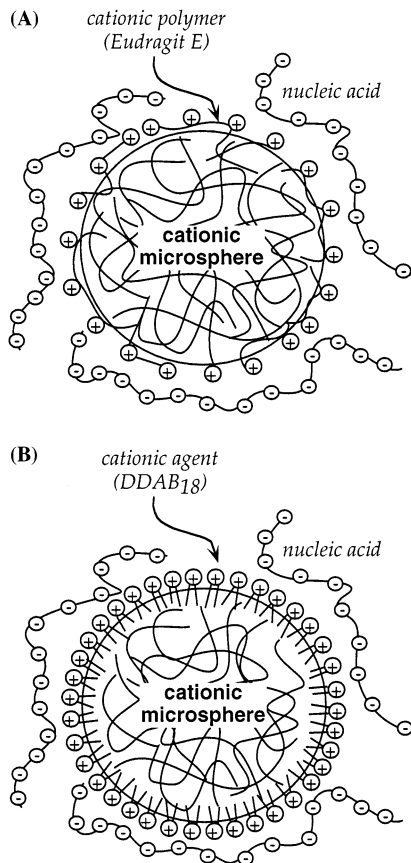 (A)
cationic polymer
(Eudragit E)
nucleic acid
cationic
microsphere
(B)
cationic agent
(DDAB18)
nucleic acid
cationic
microsphere